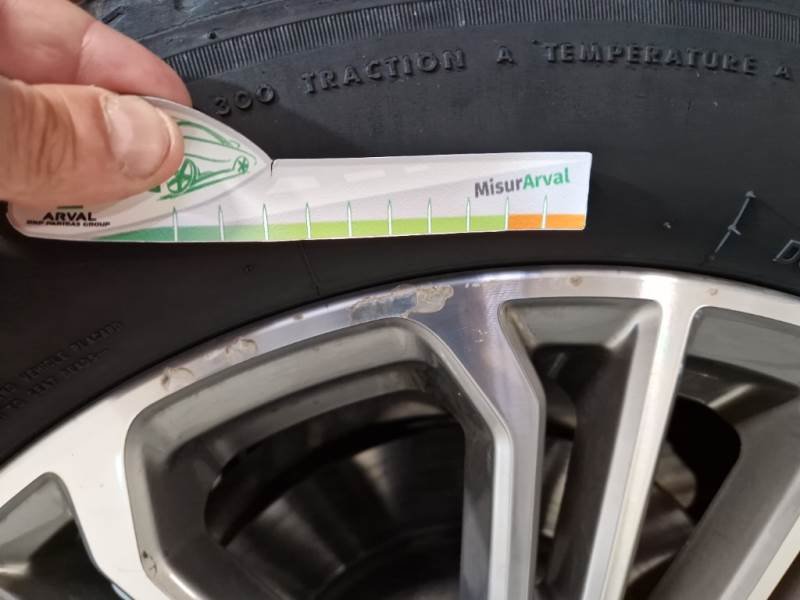 300 TRACTION A TEMPERATURE A
MisurArval
ARVAL
BNP PARIBAS GROUP